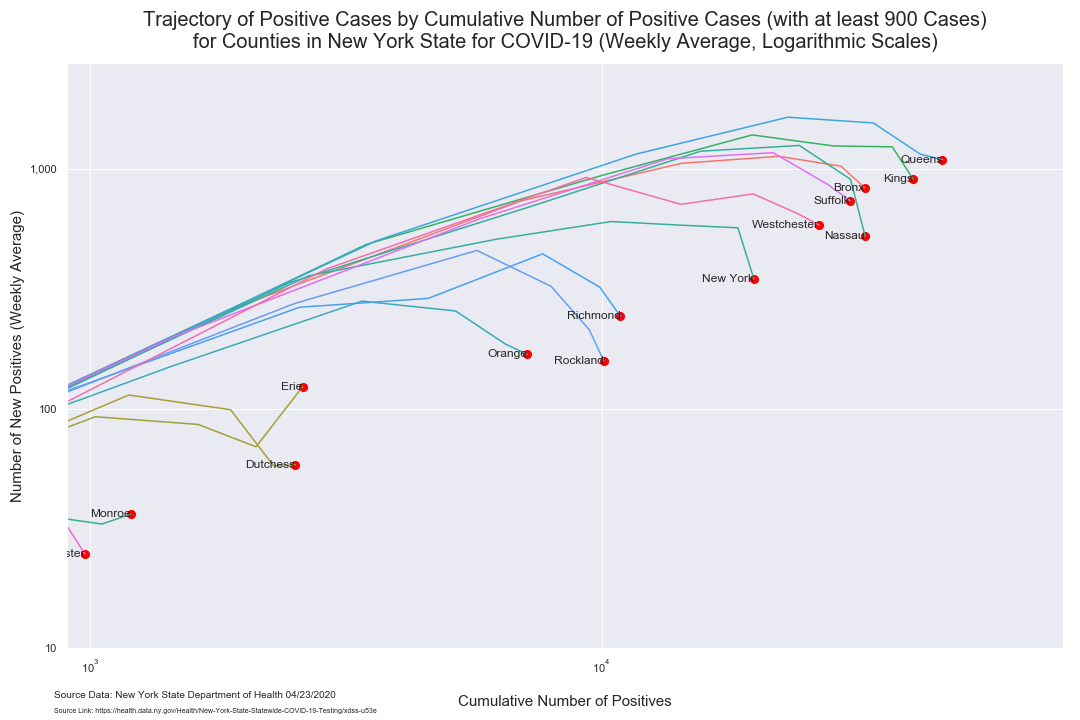 Trajectory of Positive Cases by Cumulative Number of Positive Cases (with at least 900 Cases)
for Counties in New York State for COVID-19 (Weekly Average, Logarithmic Scales)
Number of New Positives (Weekly Average)
1,000
100
10
Queens
Kings
Bronx
Suffolk
Westchester
Nassau
New York
Richmond
Orange
Rockland
Erie
Dutchess
Monroe
ster
10³
10⁴
Cumulative Number of Positives
Source Data: New York State Department of Health 04/23/2020
Source Link: https://health.data.ny.gov/Health/New-York-State-Statewide-COVID-19-Testing/xdss-u53e